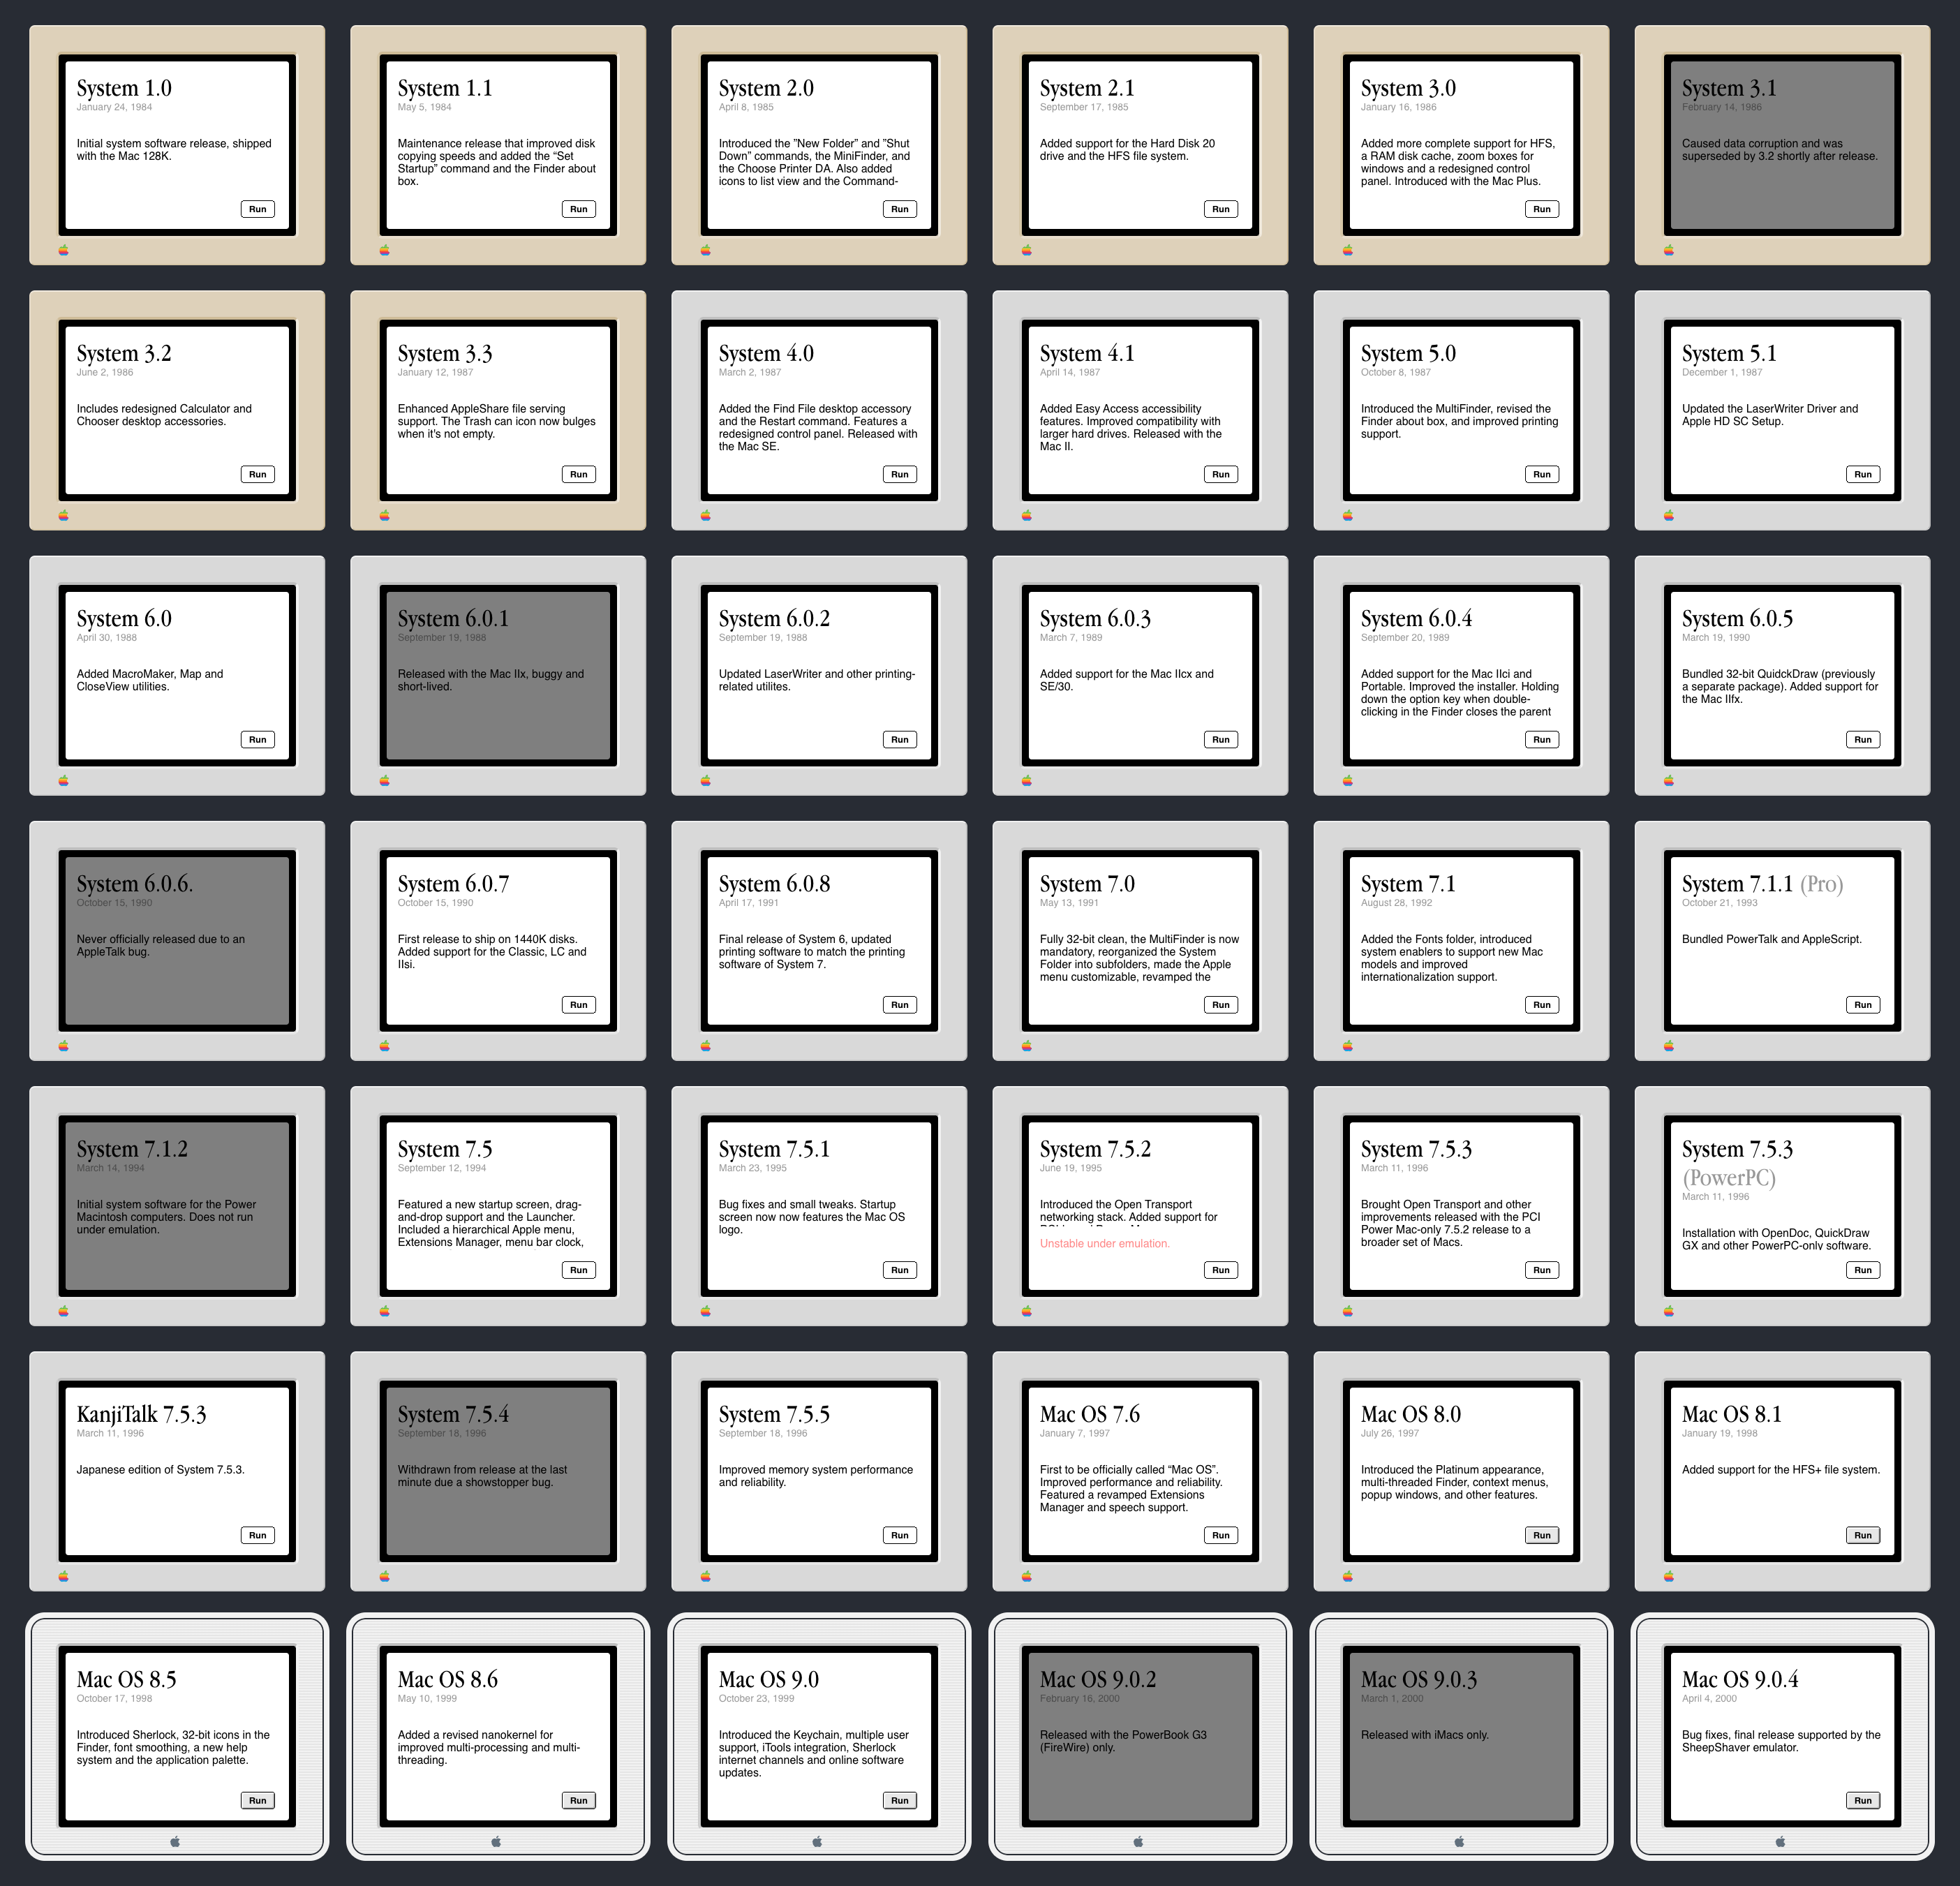 System 1.0
January 24, 1984
Initial system software release, shipped
with the Mac 128K.
Run
System 1.1
May 5, 1984
Maintenance release that improved disk
copying speeds and added the “Set
Startup” command and the Finder about
box.
Run
System 2.0
April 8, 1985
Introduced the ”New Folder” and ”Shut
Down” commands, the MiniFinder, and
the Choose Printer DA. Also added
icons to list view and the Command-
Run
System 2.1
September 17, 1985
Added support for the Hard Disk 20
drive and the HFS file system.
Run
System 3.0
January 16, 1986
Added more complete support for HFS,
a RAM disk cache, zoom boxes for
windows and a redesigned control
panel. Introduced with the Mac Plus.
Run
System 3.1
February 14, 1986
Caused data corruption and was
superseded by 3.2 shortly after release.
System 3.2
June 2, 1986
Includes redesigned Calculator and
Chooser desktop accessories.
Run
System 3.3
January 12, 1987
Enhanced AppleShare file serving
support. The Trash can icon now bulges
when it's not empty.
Run
System 4.0
March 2, 1987
Added the Find File desktop accessory
and the Restart command. Features a
redesigned control panel. Released with
the Mac SE.
Run
System 4.1
April 14, 1987
Added Easy Access accessibility
features. Improved compatibility with
larger hard drives. Released with the
Mac II.
Run
System 5.0
October 8, 1987
Introduced the MultiFinder, revised the
Finder about box, and improved printing
support.
Run
System 5.1
December 1, 1987
Updated the LaserWriter Driver and
Apple HD SC Setup.
Run
System 6.0
April 30, 1988
Added MacroMaker, Map and
CloseView utilities.
Run
System 6.0.1
September 19, 1988
Released with the Mac IIx, buggy and
short-lived.
System 6.0.2
September 19, 1988
Updated LaserWriter and other printing-
related utilites.
Run
System 6.0.3
March 7, 1989
Added support for the Mac IIcx and
SE/30.
Run
System 6.0.4
September 20, 1989
Added support for the Mac IIci and
Portable. Improved the installer. Holding
down the option key when double-
clicking in the Finder closes the parent
Run
System 6.0.5
March 19, 1990
Bundled 32-bit QuidckDraw (previously
a separate package). Added support for
the Mac IIfx.
Run
System 6.0.6.
October 15, 1990
Never officially released due to an
AppleTalk bug.
System 6.0.7
October 15, 1990
First release to ship on 1440K disks.
Added support for the Classic, LC and
IIsi.
Run
System 6.0.8
April 17, 1991
Final release of System 6, updated
printing software to match the printing
software of System 7.
Run
System 7.0
May 13, 1991
Fully 32-bit clean, the MultiFinder is now
mandatory, reorganized the System
Folder into subfolders, made the Apple
menu customizable, revamped the
Run
System 7.1
August 28, 1992
Added the Fonts folder, introduced
system enablers to support new Mac
models and improved
internationalization support.
Run
System 7.1.1 (Pro)
October 21, 1993
Bundled PowerTalk and AppleScript.
Run
System 7.1.2
March 14, 1994
Initial system software for the Power
Macintosh computers. Does not run
under emulation.
System 7.5
September 12, 1994
Featured a new startup screen, drag-
and-drop support and the Launcher.
Included a hierarchical Apple menu,
Extensions Manager, menu bar clock,
Run
System 7.5.1
March 23, 1995
Bug fixes and small tweaks. Startup
screen now now features the Mac OS
logo.
Run
System 7.5.2
June 19, 1995
Introduced the Open Transport
networking stack. Added support for
Unstable under emulation.
Run
System 7.5.3
March 11, 1996
Brought Open Transport and other
improvements released with the PCI
Power Mac-only 7.5.2 release to a
broader set of Macs.
Run
System 7.5.3
(PowerPC)
March 11, 1996
Installation with OpenDoc, QuickDraw
GX and other PowerPC-only software.
Run
KanjiTalk 7.5.3
March 11, 1996
Japanese edition of System 7.5.3.
Run
System 7.5.4
September 18, 1996
Withdrawn from release at the last
minute due a showstopper bug.
System 7.5.5
September 18, 1996
Improved memory system performance
and reliability.
Run
Mac OS 7.6
January 7, 1997
First to be officially called “Mac OS”.
Improved performance and reliability.
Featured a revamped Extensions
Manager and speech support.
Run
Mac OS 8.0
July 26, 1997
Introduced the Platinum appearance,
multi-threaded Finder, context menus,
popup windows, and other features.
Run
Mac OS 8.1
January 19, 1998
Added support for the HFS+ file system.
Run
Mac OS 8.5
October 17, 1998
Introduced Sherlock, 32-bit icons in the
Finder, font smoothing, a new help
system and the application palette.
Run
Mac OS 8.6
May 10, 1999
Added a revised nanokernel for
improved multi-processing and multi-
threading.
Run
Mac OS 9.0
October 23, 1999
Introduced the Keychain, multiple user
support, iTools integration, Sherlock
internet channels and online software
updates.
Run
Mac OS 9.0.2
February 16, 2000
Released with the PowerBook G3
(FireWire) only.
Mac OS 9.0.3
March 1, 2000
Released with iMacs only.
Mac OS 9.0.4
April 4, 2000
Bug fixes, final release supported by the
SheepShaver emulator.
Run